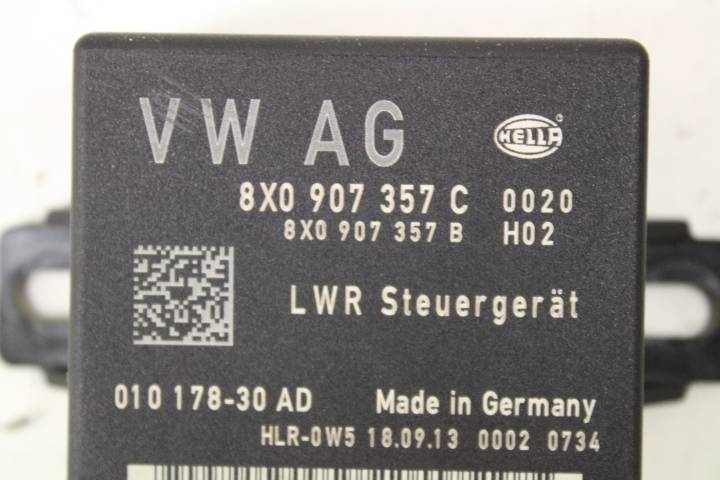 VW AG HELLA
8X0 907 357 C 0020
8X0 907 357 B H02
LWR Steuergerät
010 178-30 AD Made in Germany
HLR-0W5 18.09.13 0002 0734